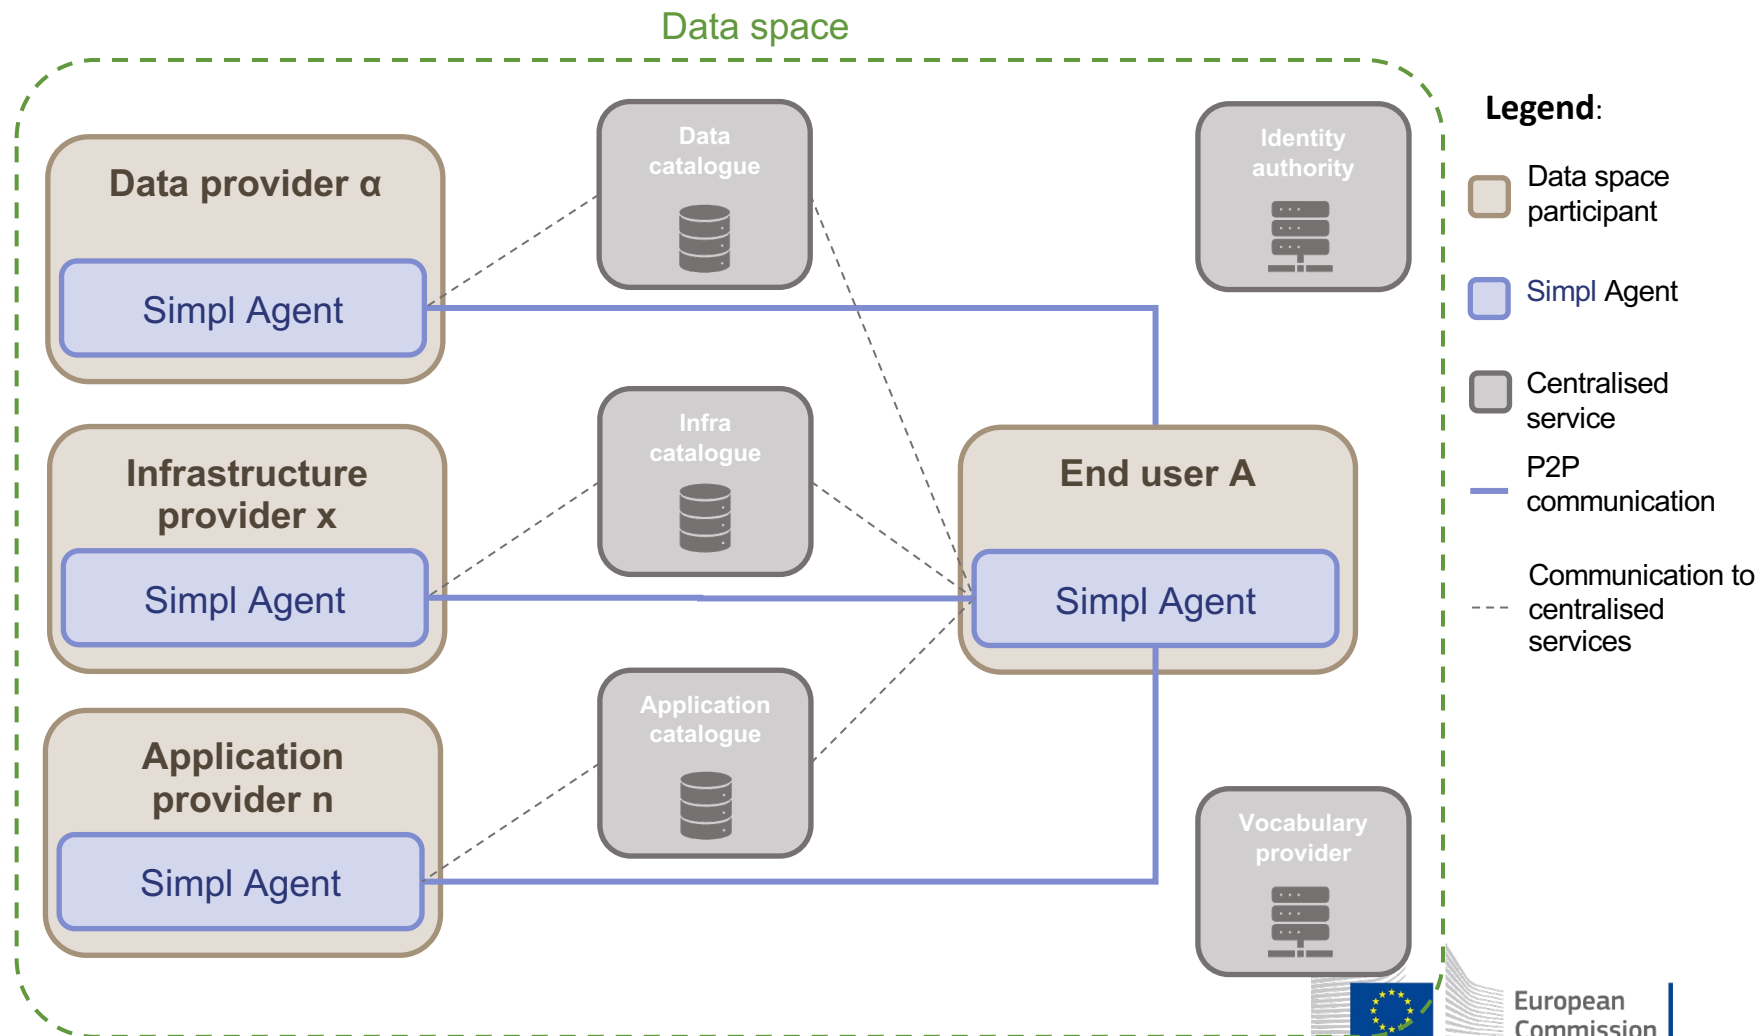 Data space
Data provider α
Simpl Agent
Infrastructure
provider x
Simpl Agent
Application
provider n
Simpl Agent
Data
catalogue
Infra
catalogue
Application
catalogue
Identity
authority
End user A
Simpl Agent
Vocabulary
provider
Legend:
Data space
participant
Simpl Agent
Centralised
service
P2P
communication
Communication to
centralised
services
European
Commission